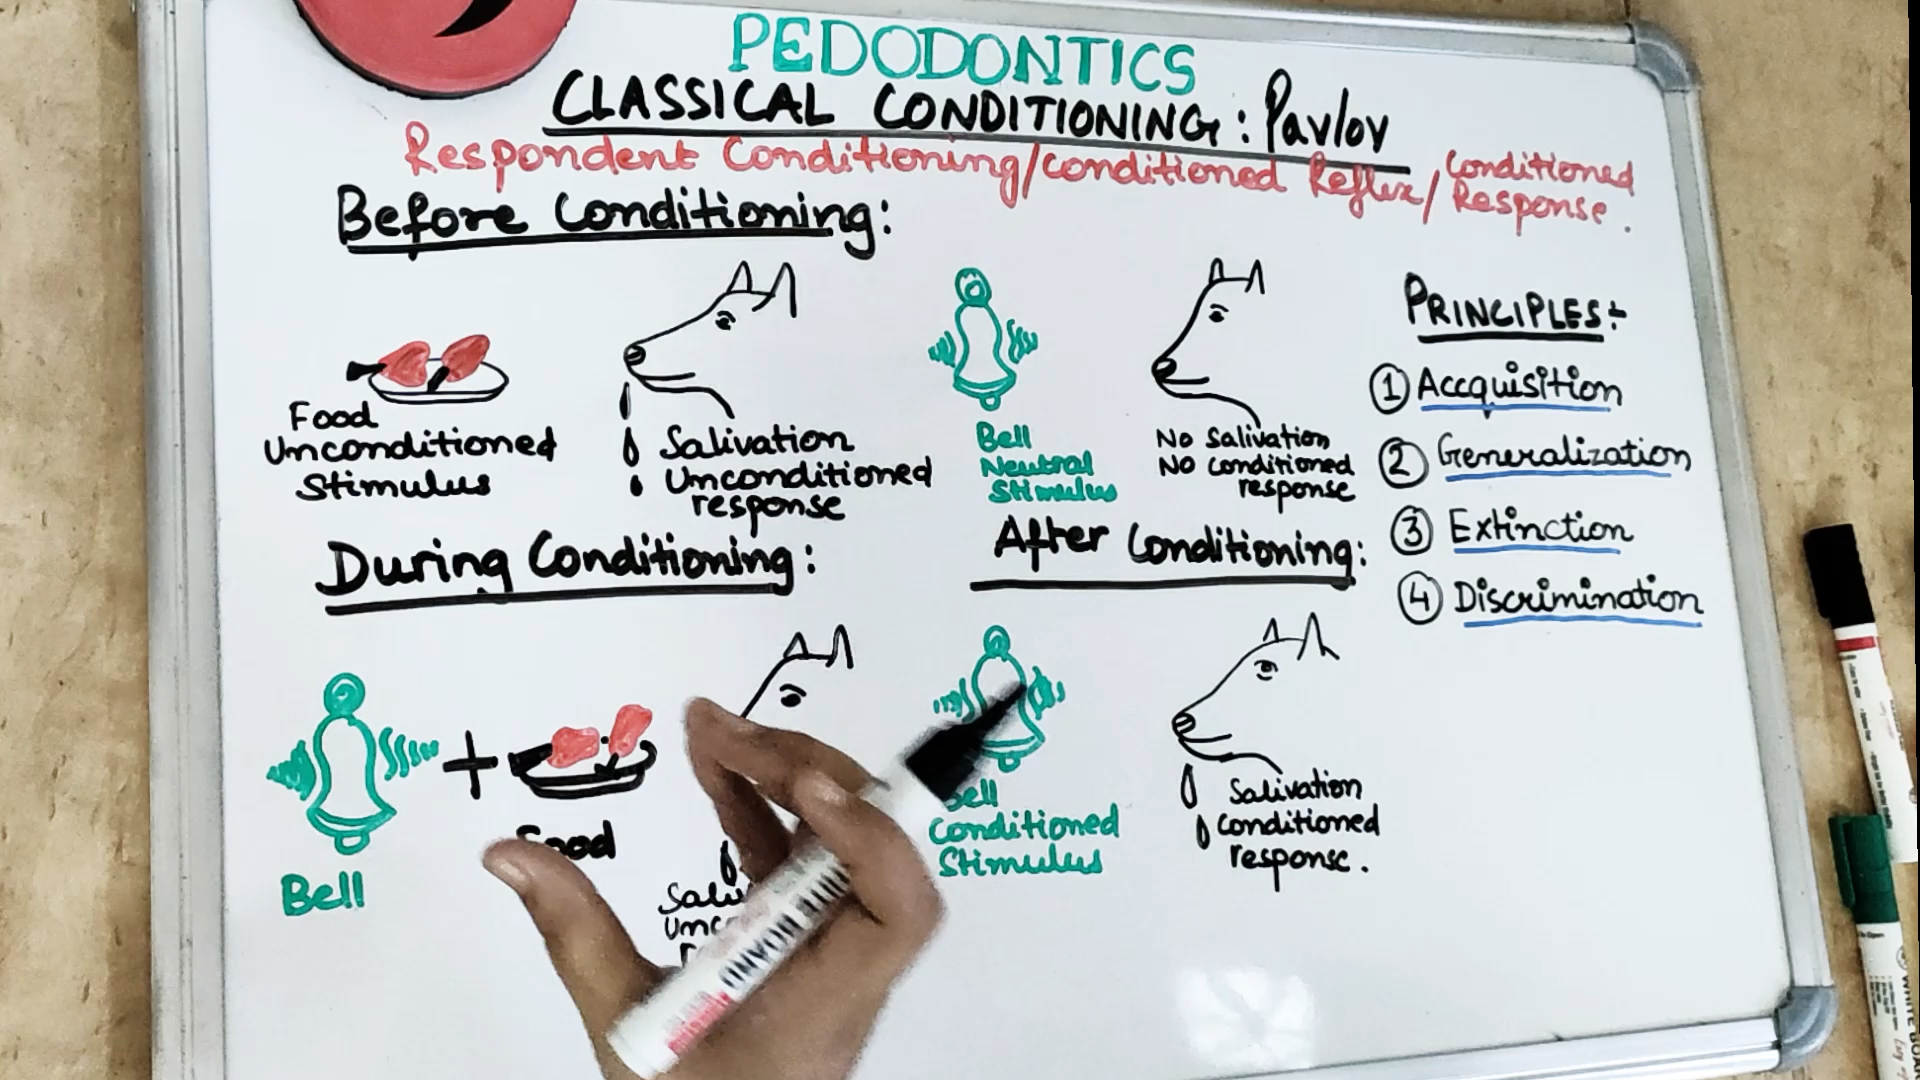 PEDODONTICS
CLASSICAL CONDITIONING: Pavlov
Respondent Conditioning/conditioned Reflex/Conditioned Response.
Before Conditioning:
Food
Unconditioned
Stimulus
Salivation
Unconditioned
response
Bell
Neutral
Stimulus
No Salivation
No conditioned
response
PRINCIPLES:-
1 Accquisition
2 Generalization
3 Extinction
4 Discrimination
During Conditioning:
Bell
+
Food
After Conditioning:
Bell
Conditioned
Stimulus
Salivation
Conditioned
response.